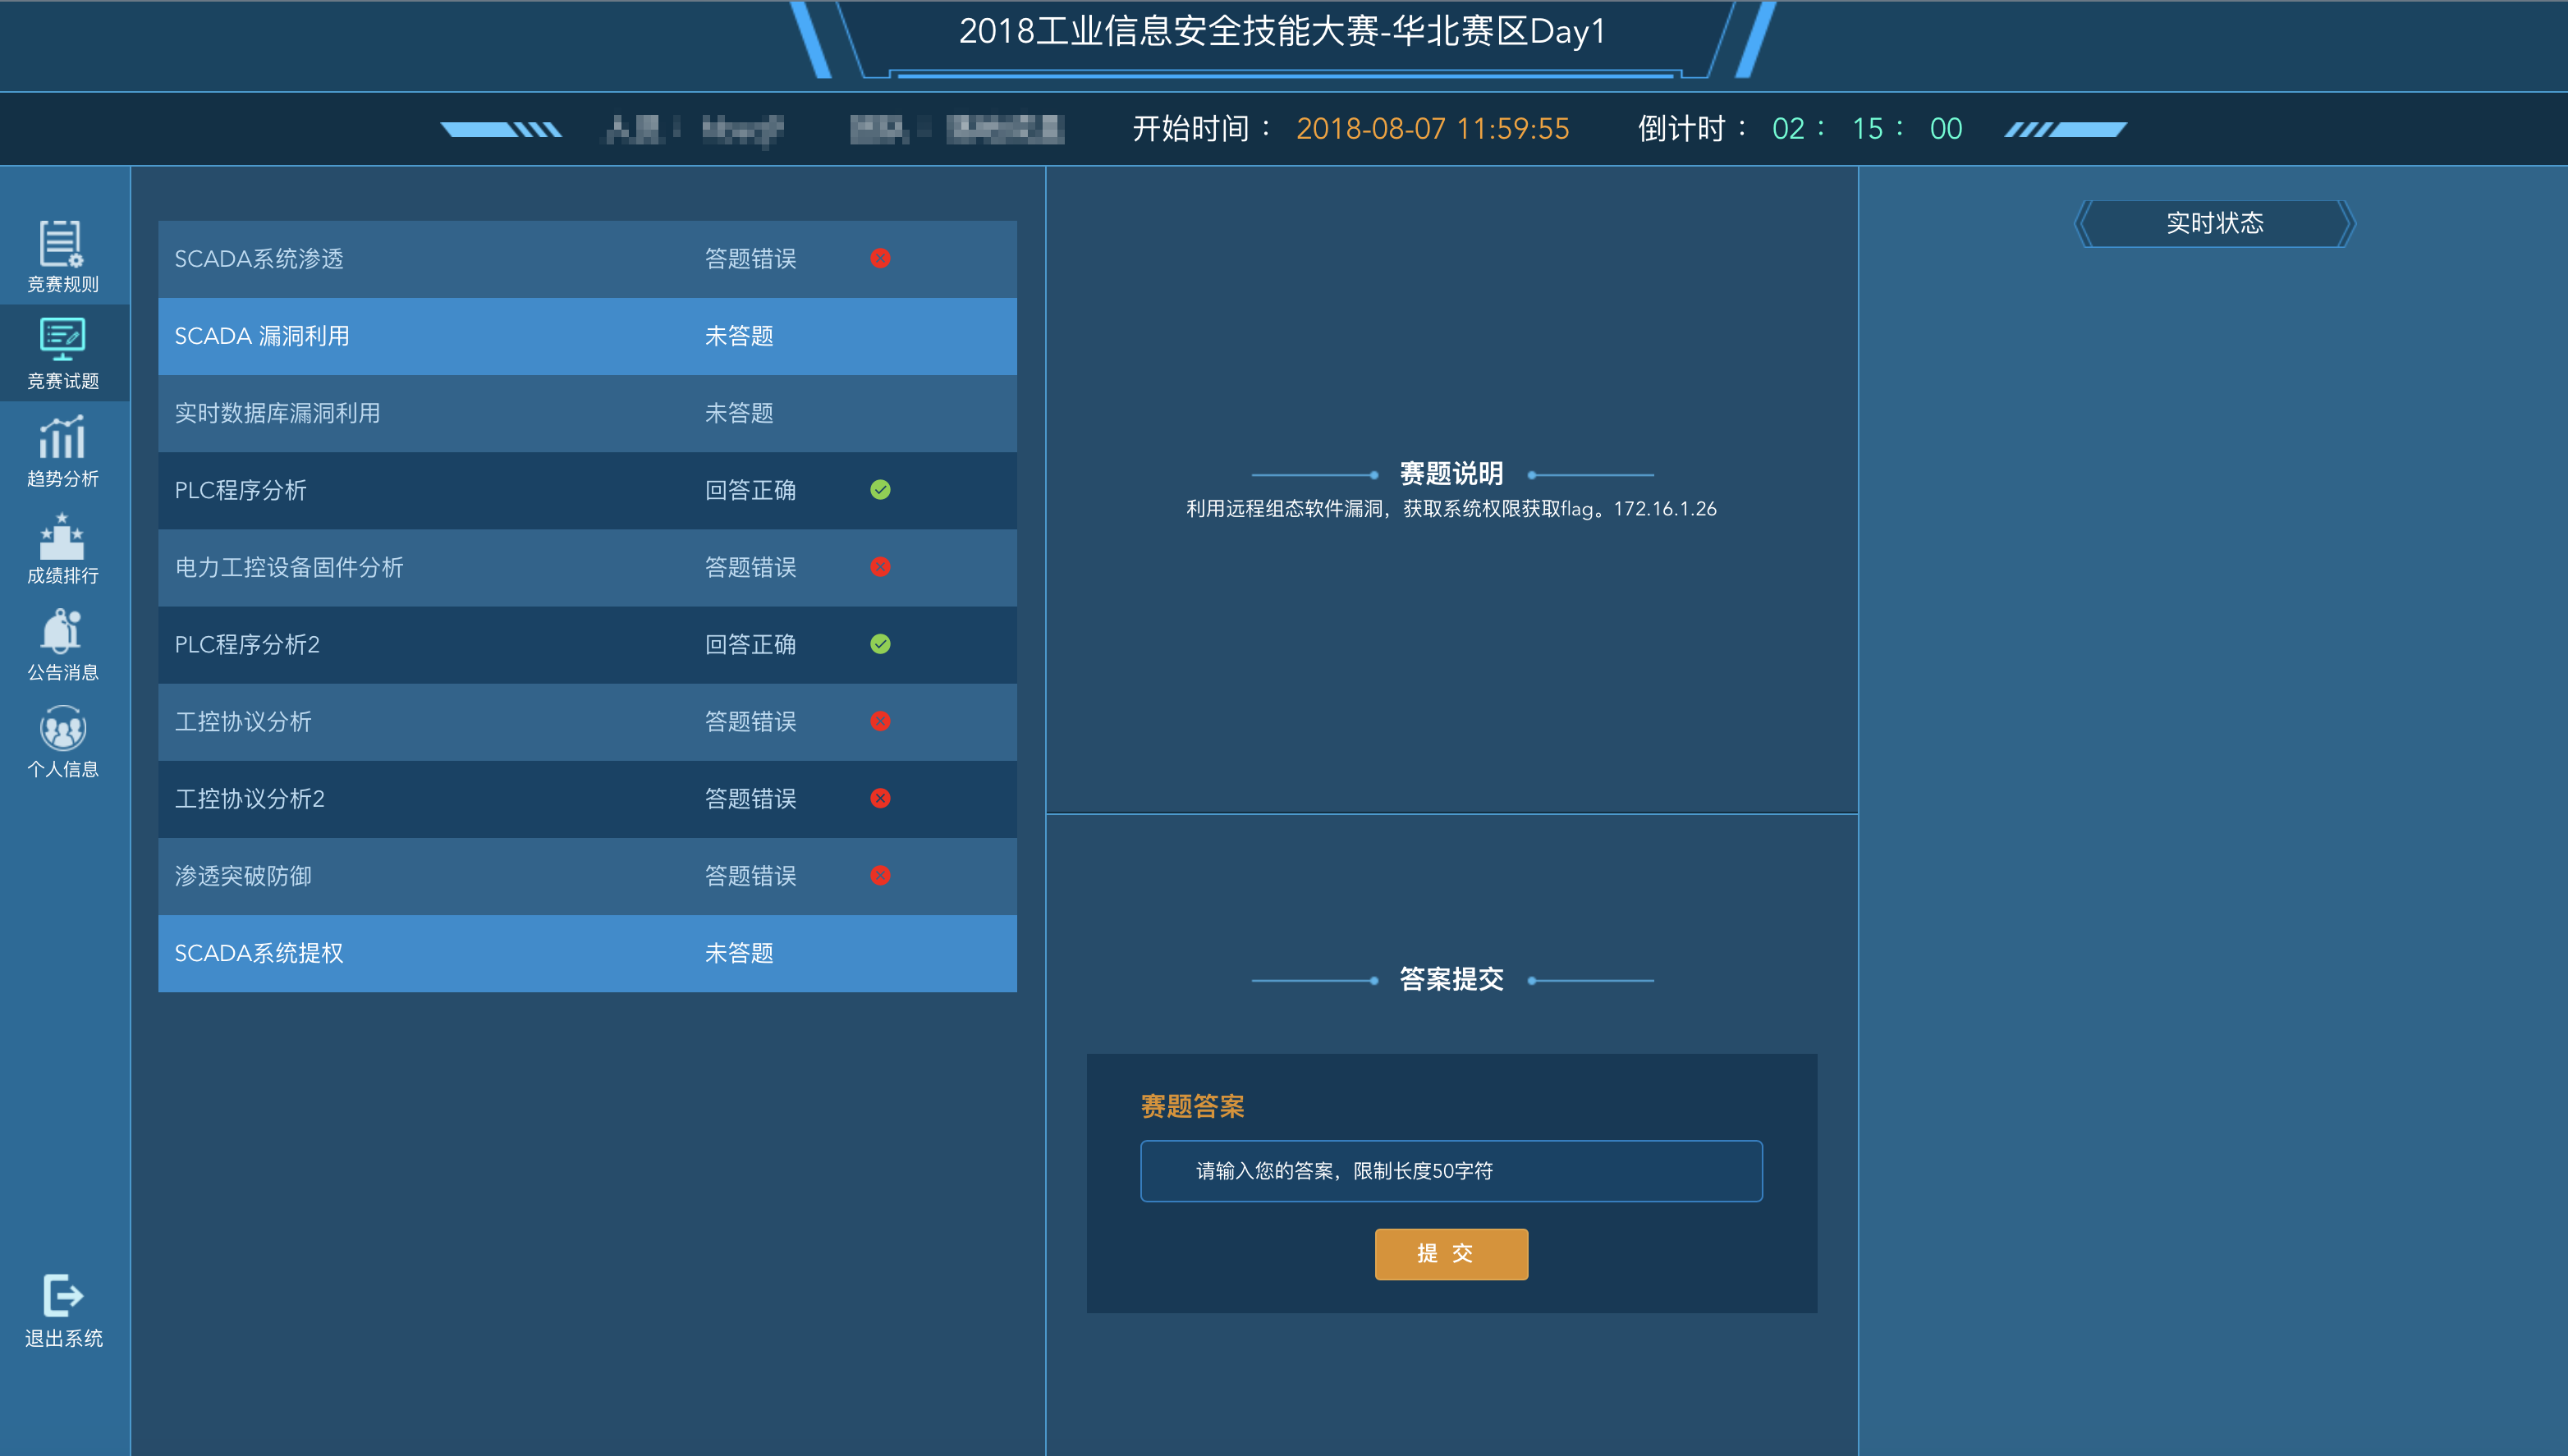 2018工业信息安全技能大赛-华北赛区Day1
开始时间： 2018-08-07 11:59:55 倒计时： 02： 15： 00
竞赛规则
竞赛试题
趋势分析
成绩排行
公告消息
个人信息
退出系统
SCADA系统渗透 答题错误
SCADA 漏洞利用 未答题
实时数据库漏洞利用 未答题
PLC程序分析 回答正确
电力工控设备固件分析 答题错误
PLC程序分析2 回答正确
工控协议分析 答题错误
工控协议分析2 答题错误
渗透突破防御 答题错误
SCADA系统提权 未答题
赛题说明
利用远程组态软件漏洞，获取系统权限获取flag。172.16.1.26
答案提交
赛题答案
请输入您的答案，限制长度50字符
提 交
实时状态